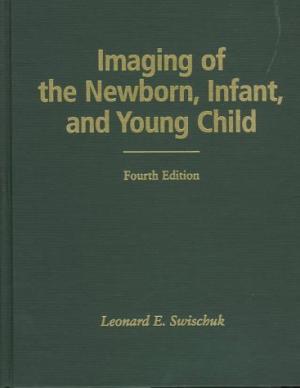 Imaging of
the Newborn, Infant,
and Young Child
Fourth Edition
Leonard E. Swischuk